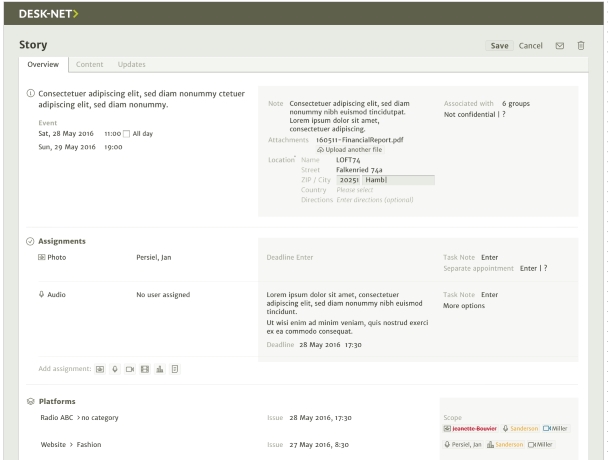 DESK-NET>
Story
Save Cancel
Overview Content Updates
Consectetuer adipiscing elit, sed diam nonummy ctetuer
adipiscing elit, sed diam nonummy.
Event
Sat, 28 May 2016 11:00 All day
Sun, 29 May 2016 19:00
Note Consectetuer adipiscing elit, sed diam
nonummy nibh euismod tincidutpat.
Lorem ipsum dolor sit amet,
consectetuer adipiscing.
Attachments 160511-FinancialReport.pdf
Upload another file
Location Name LOFT74
Street Falkenried 74a
ZIP / City 20251 Hamb|
Country Please select
Directions Enter directions (optional)
Associated with 6 groups
Not confidential | ?
Assignments
Photo Persiel, Jan Deadline Enter Task Note Enter
Separate appointment Enter | ?
Audio No user assigned
Lorem ipsum dolor sit amet, consectetuer
adipiscing elit, sed diam nonummy nibh euismod
tincidunt.
Ut wisi enim ad minim veniam, quis nostrud exerci
ex ea commodo consequat.
Deadline 28 May 2016 17:30
Task Note Enter
More options
Add assignment:
Platforms
Radio ABC > no category Issue 28 May 2016, 17:30 Scope
Jeanette Bouvier Sanderson Miller
Website > Fashion Issue 27 May 2016, 8:30 Persiel, Jan Sanderson Miller